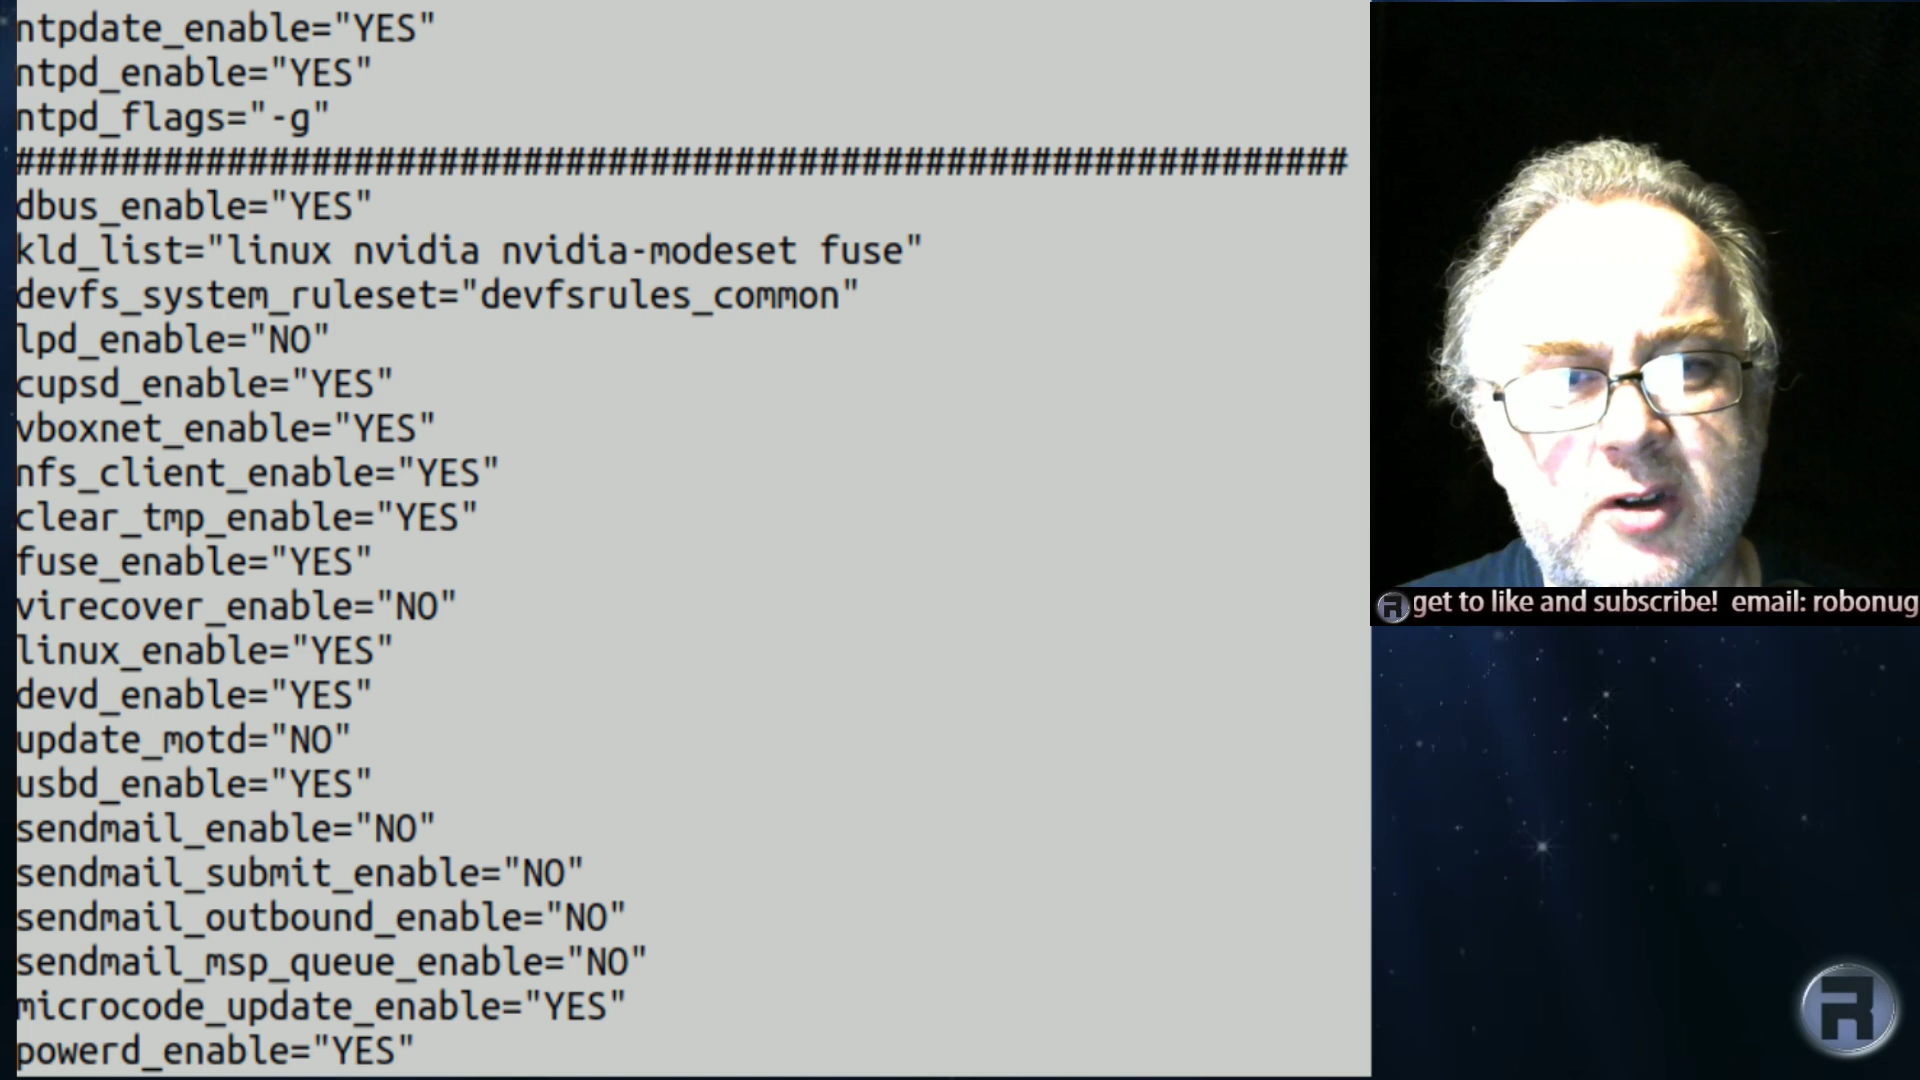 ntpdate_enable="YES"
ntpd_enable="YES"
ntpd_flags="-g"
###############################################################
dbus_enable="YES"
kld_list="linux nvidia nvidia-modeset fuse"
devfs_system_ruleset="devfsrules_common"
lpd_enable="NO"
cupsd_enable="YES"
vboxnet_enable="YES"
nfs_client_enable="YES"
clear_tmp_enable="YES"
fuse_enable="YES"
virecover_enable="NO"
linux_enable="YES"
devd_enable="YES"
update_motd="NO"
usbd_enable="YES"
sendmail_enable="NO"
sendmail_submit_enable="NO"
sendmail_outbound_enable="NO"
sendmail_msp_queue_enable="NO"
microcode_update_enable="YES"
powerd_enable="YES"
get to like and subscribe! email: robonug
R